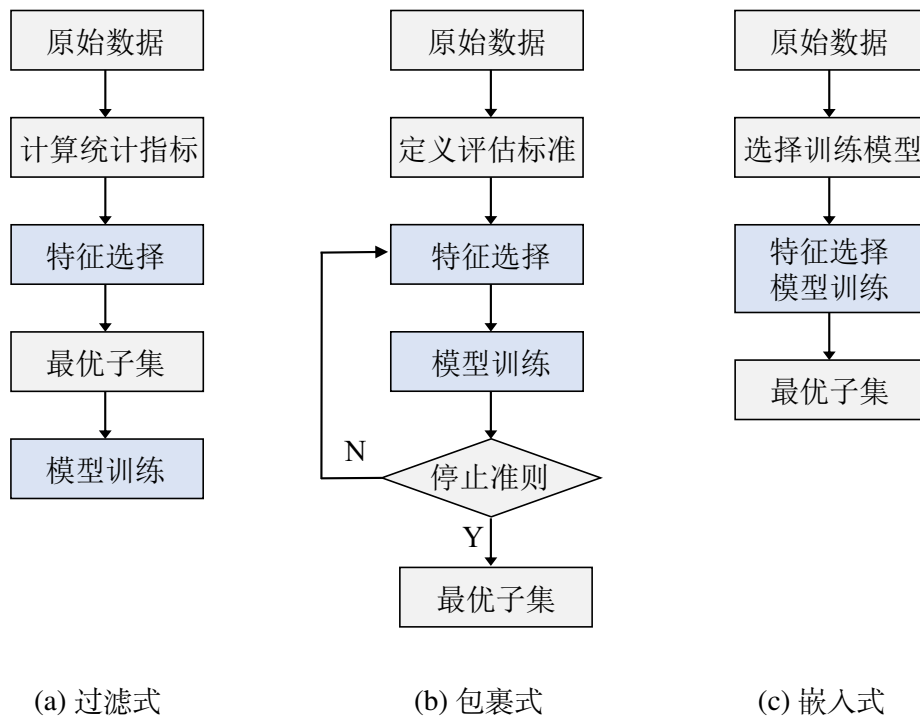 原始数据
计算统计指标
特征选择
最优子集
模型训练
(a) 过滤式
原始数据
定义评估标准
特征选择
模型训练
停止准则
N
Y
最优子集
(b) 包裹式
原始数据
选择训练模型
特征选择
模型训练
最优子集
(c) 嵌入式